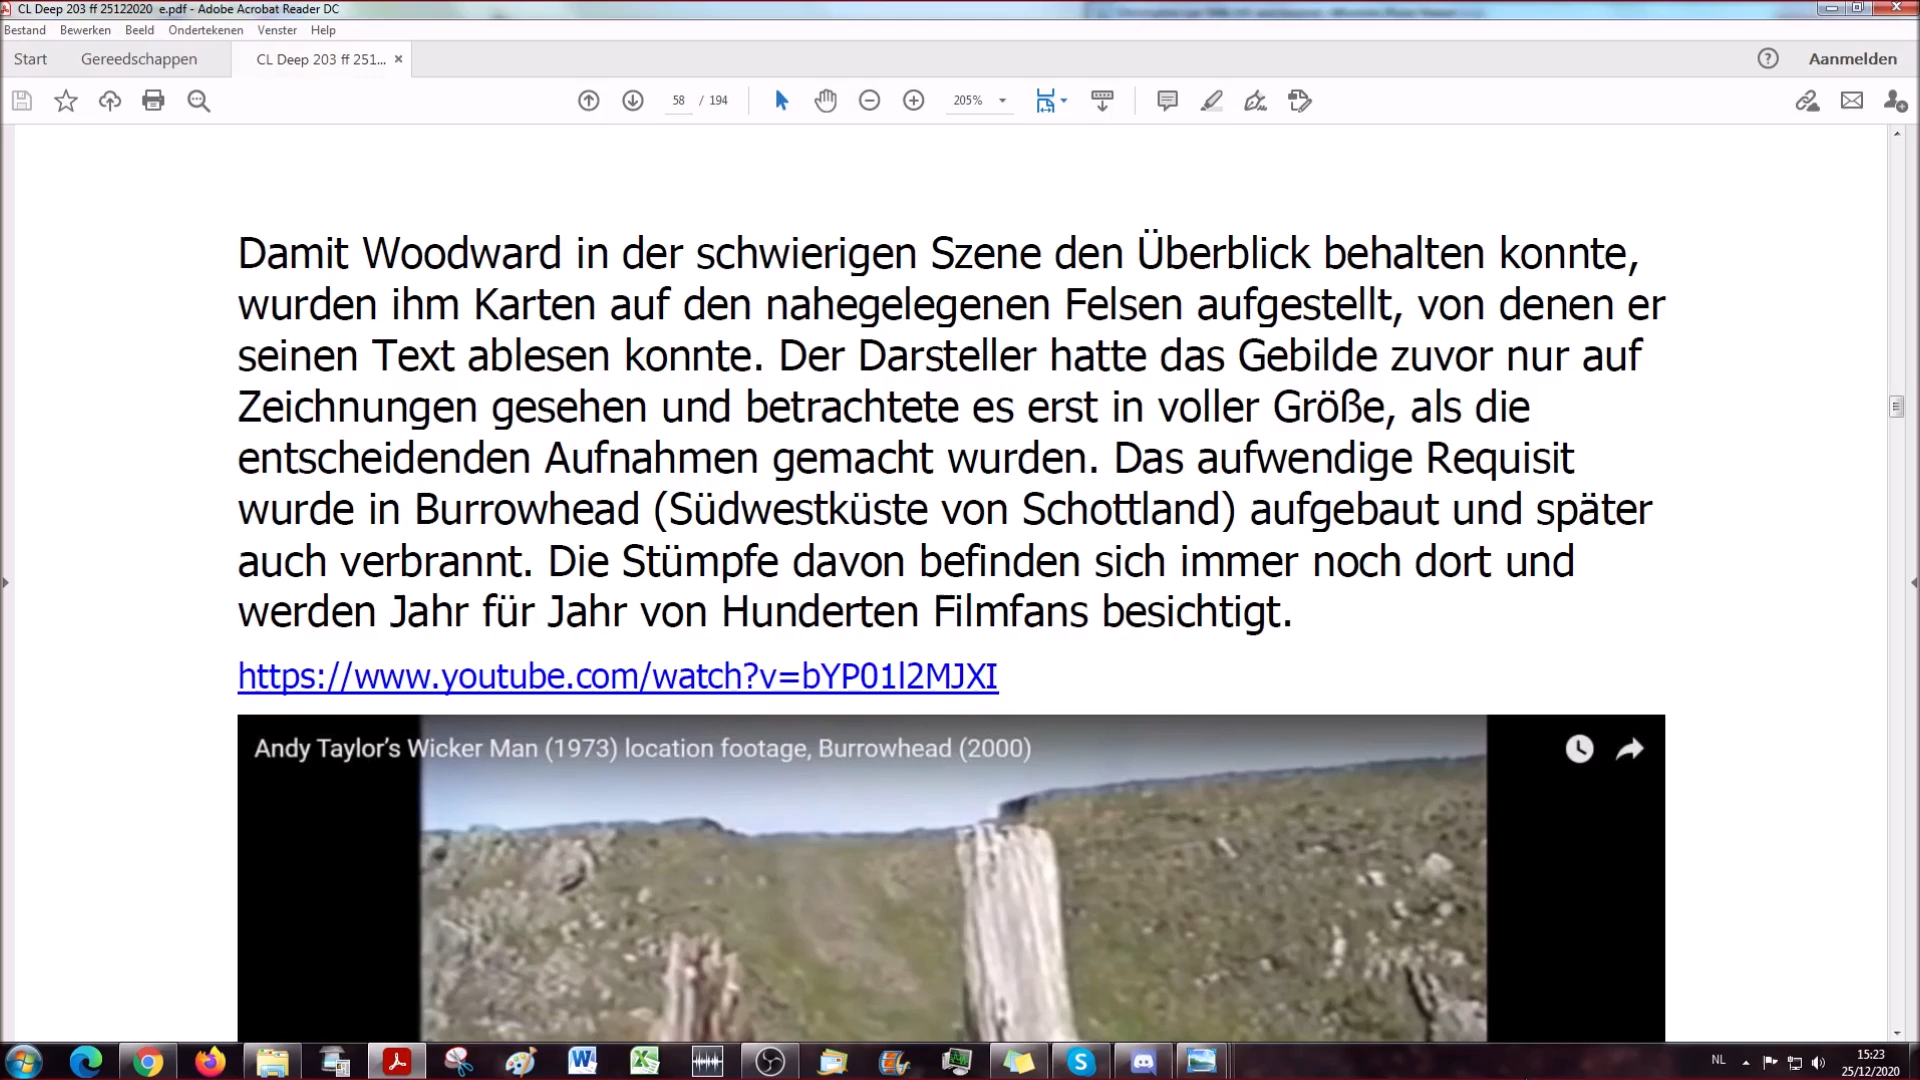 CL Deep 203 ff 25122020  e.pdf - Adobe Acrobat Reader DC
Bestand Bewerken Beeld Ondertekenen Venster Help
Start Gereedschappen CL Deep 203 ff 251... × Aanmelden
58 / 194 205%
Damit Woodward in der schwierigen Szene den Überblick behalten konnte,
wurden ihm Karten auf den nahegelegenen Felsen aufgestellt, von denen er
seinen Text ablesen konnte. Der Darsteller hatte das Gebilde zuvor nur auf
Zeichnungen gesehen und betrachtete es erst in voller Größe, als die
entscheidenden Aufnahmen gemacht wurden. Das aufwendige Requisit
wurde in Burrowhead (Südwestküste von Schottland) aufgebaut und später
auch verbrannt. Die Stümpfe davon befinden sich immer noch dort und
werden Jahr für Jahr von Hunderten Filmfans besichtigt.
https://www.youtube.com/watch?v=bYP01l2MJXI
Andy Taylor’s Wicker Man (1973) location footage, Burrowhead (2000)
NL 15:23
25/12/2020